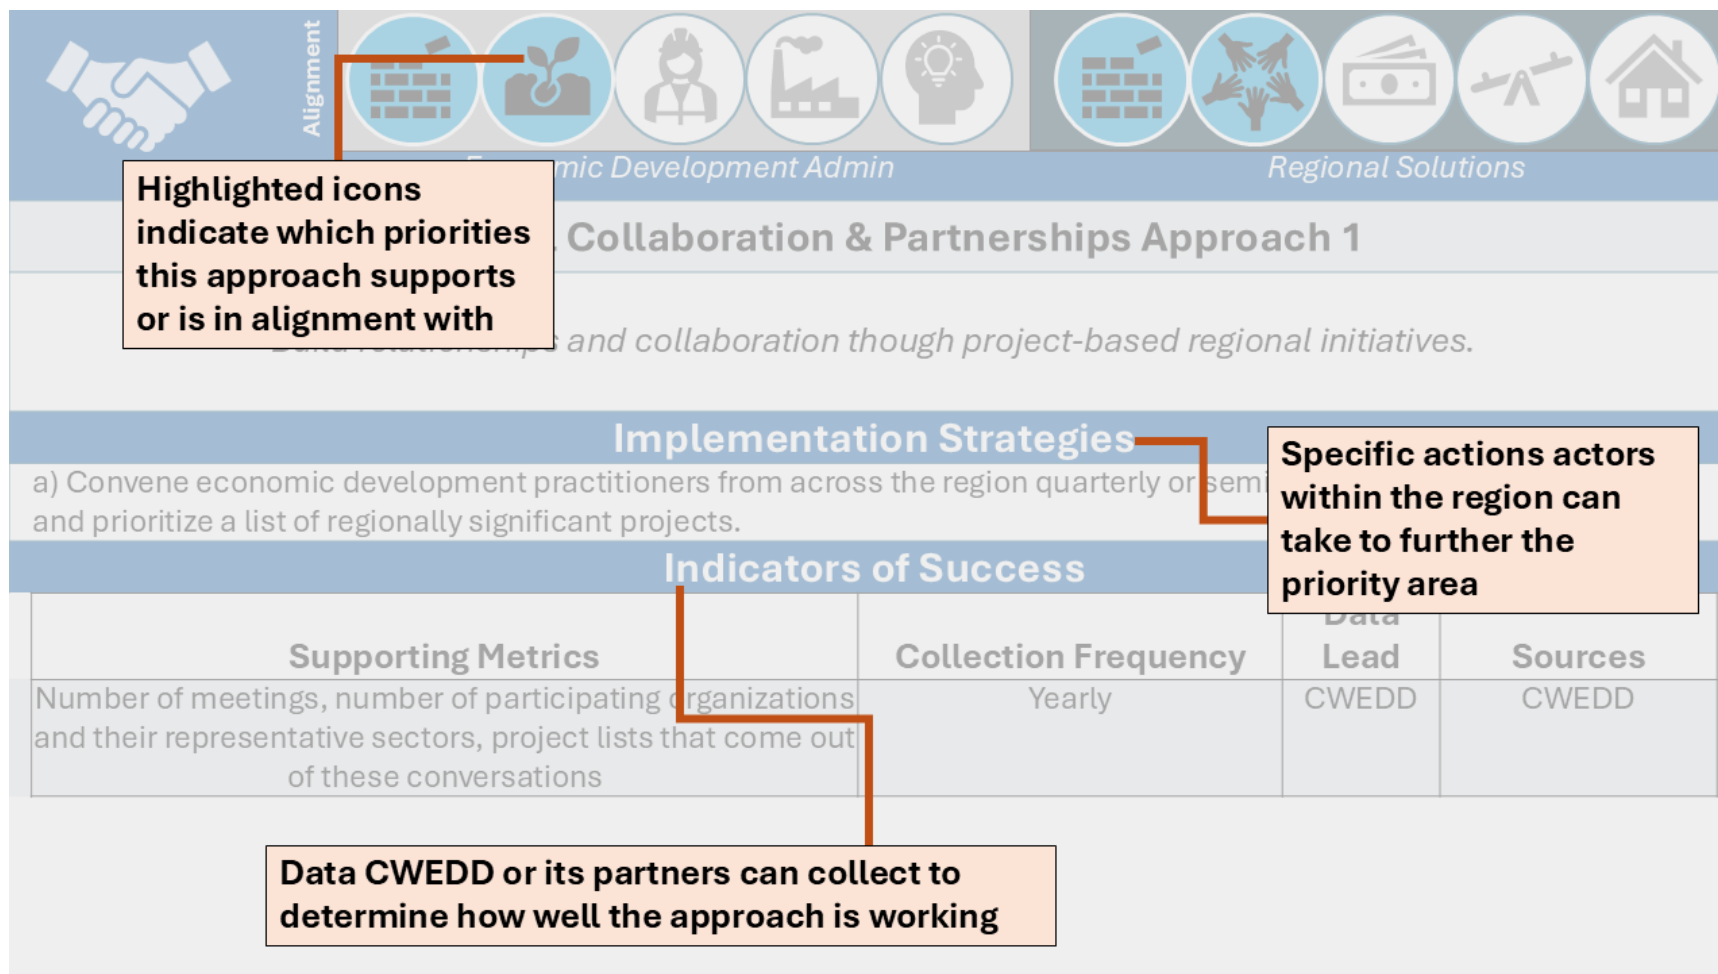 Alignment
mic Development Admin
Regional Solutions
Highlighted icons
indicate which priorities
this approach supports
or is in alignment with
Collaboration & Partnerships Approach 1
and collaboration though project-based regional initiatives.
Implementation Strategies
Specific actions actors
within the region can
take to further the
priority area
a) Convene economic development practitioners from across the region quarterly or semi
and prioritize a list of regionally significant projects.
Indicators of Success
Supporting Metrics
Collection Frequency
Data
Lead
Sources
Number of meetings, number of participating organizations
and their representative sectors, project lists that come out
of these conversations
Yearly
CWEDD
CWEDD
Data CWEDD or its partners can collect to
determine how well the approach is working